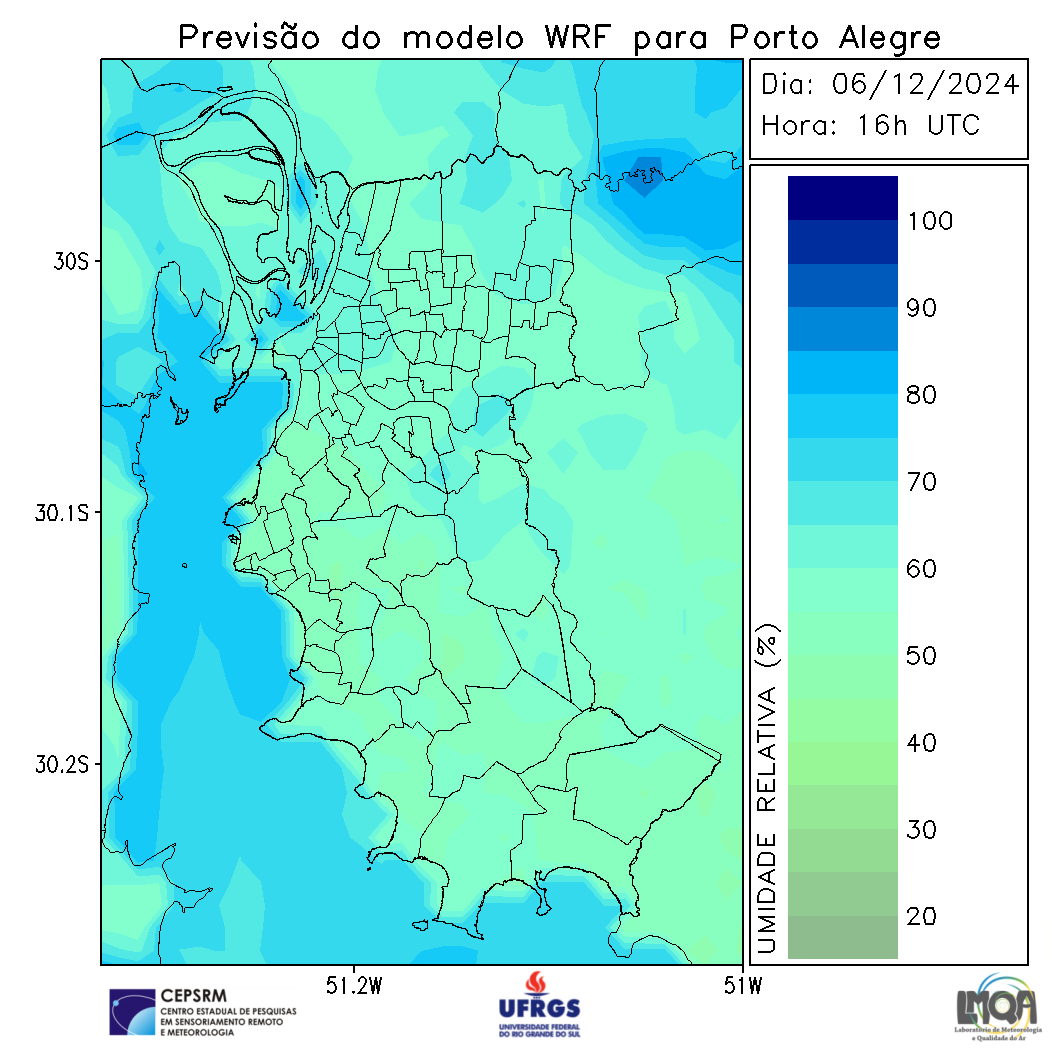 Previsão do modelo WRF para Porto Alegre
Dia: 06/12/2024
Hora: 16h UTC
100
90
80
70
60
50
40
30
20
UMIDADE RELATIVA (%)
30S
30.1S
30.2S
51.2W
51W
CEPSRM
CENTRO ESTADUAL DE PESQUISAS
EM SENSORIAMENTO REMOTO
E METEOROLOGIA
UFRGS
UNIVERSIDADE FEDERAL
DO RIO GRANDE DO SUL
LMQA
Laboratório de Meteorologia
e Qualidade do Ar